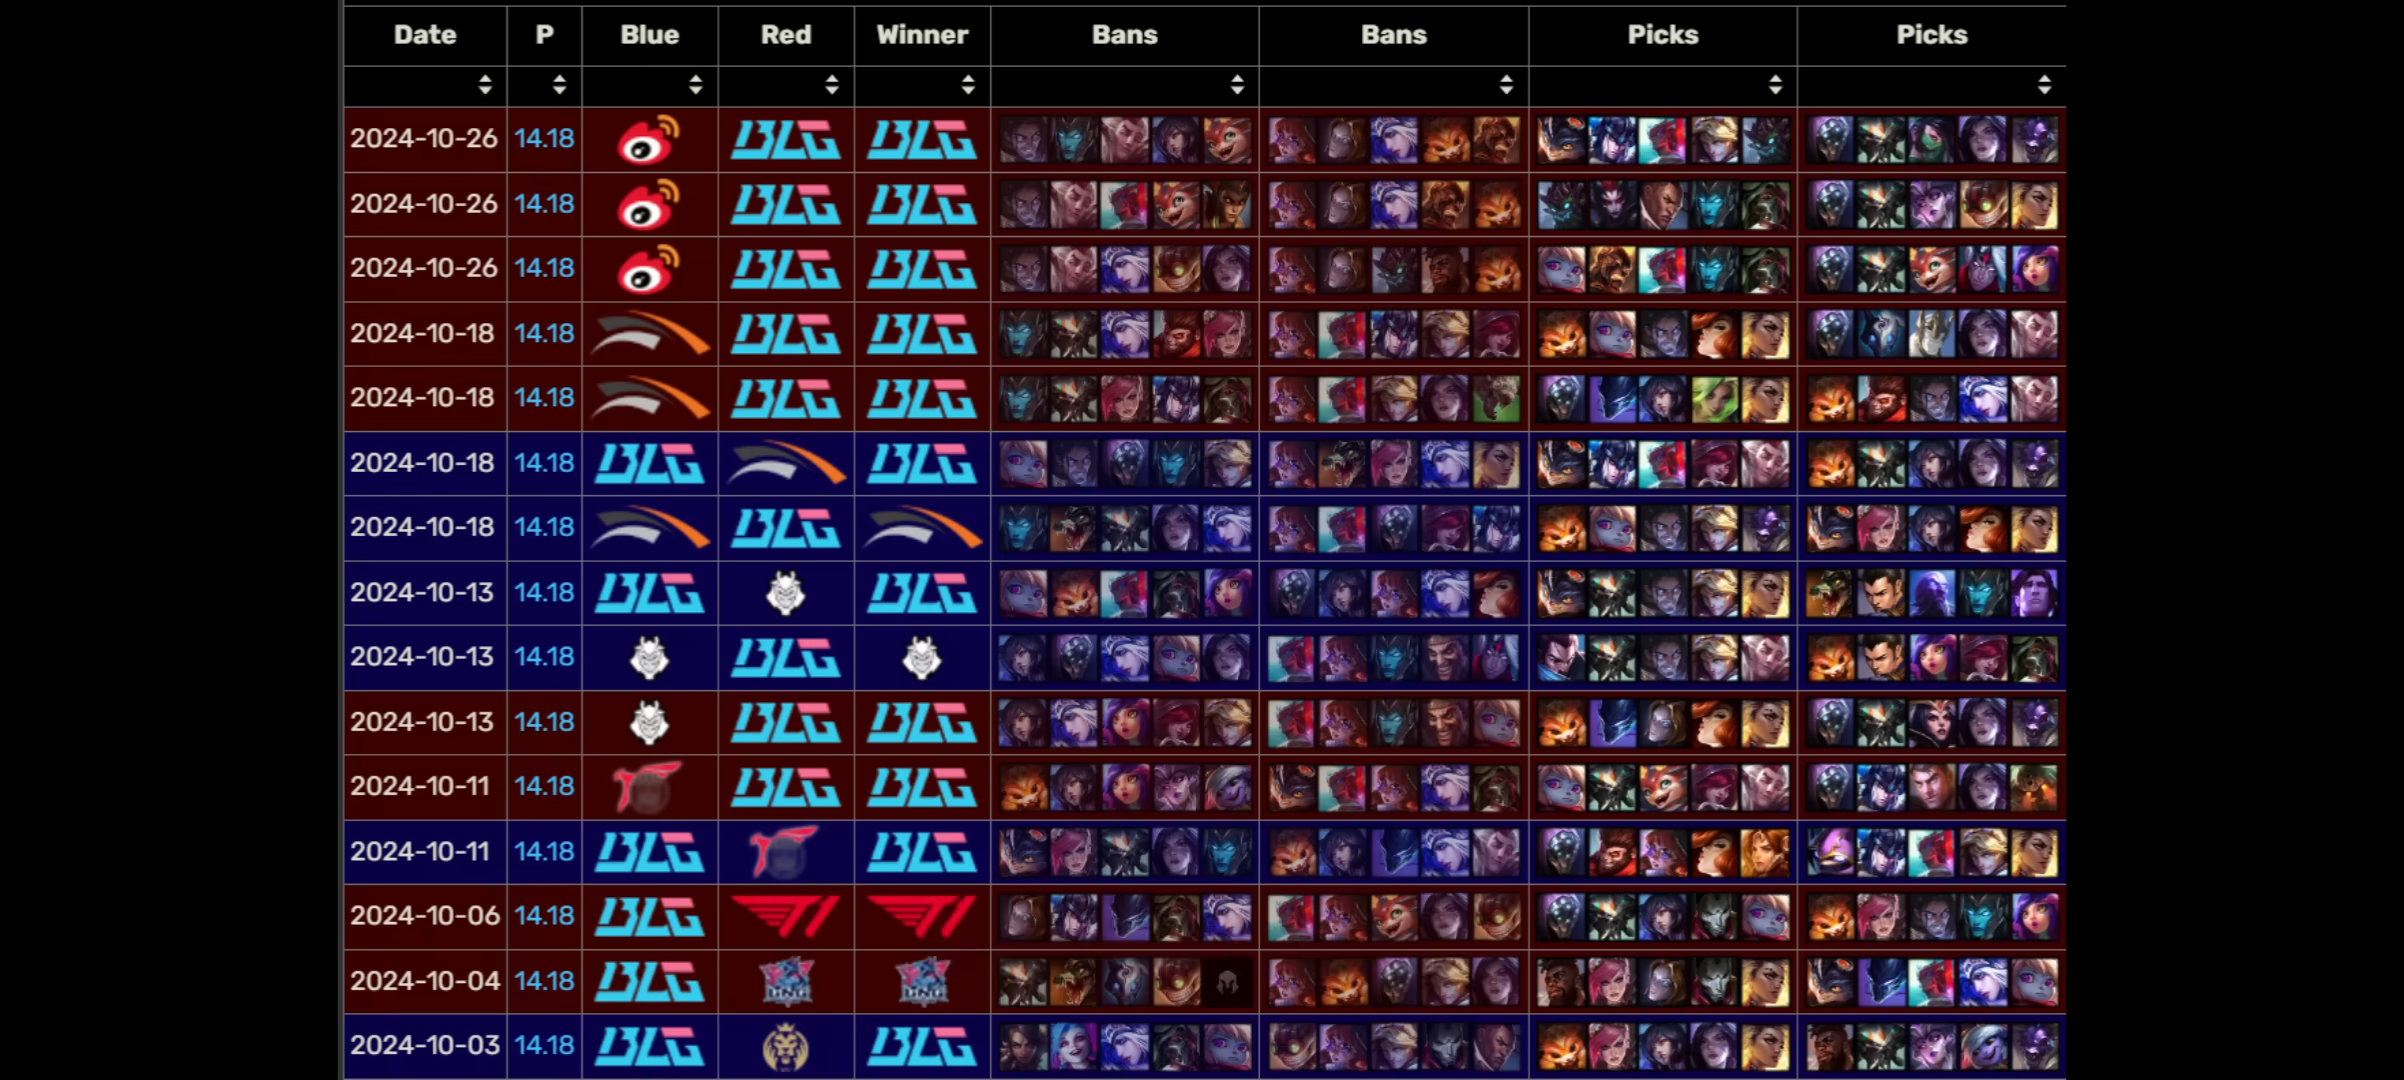 Date P Blue Red Winner Bans Bans Picks Picks
2024-10-26 14.18 BLG BLG
2024-10-26 14.18 BLG BLG
2024-10-26 14.18 BLG BLG
2024-10-18 14.18 BLG BLG
2024-10-18 14.18 BLG BLG
2024-10-18 14.18 BLG BLG
2024-10-18 14.18 BLG
2024-10-13 14.18 BLG BLG
2024-10-13 14.18 BLG
2024-10-13 14.18 BLG BLG
2024-10-11 14.18 BLG BLG
2024-10-11 14.18 BLG BLG
2024-10-06 14.18 BLG T1 T1
2024-10-04 14.18 BLG LNG LNG
2024-10-03 14.18 BLG BLG